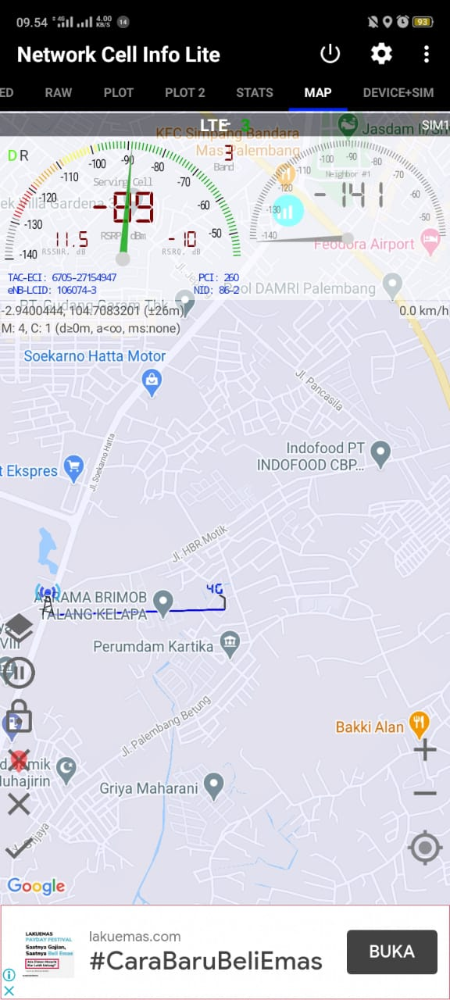 09.54 4G 4.00 KB/S 14 93
Network Cell Info Lite
ED RAW PLOT PLOT 2 STATS MAP DEVICE+SIM
LTE 3 SIM1
KFC Simpang Bandara
Mas Palembang
Jasdam II/Sriv
D R
-140 -130 -120 -110 -100 -90 -80 -70 -60 -50
Serving Cell
-89
RSRP, dBm
3
Band
11.5
RSSNR, dB
-10
RSRQ, dB
-140 -130 -120 -110 -100 -90 -80 -70 -60 -50
Neighbor #1
-141
Feodora Airport
TAC-ECI: 6705-27154947 PCI: 260
eNB-LCID: 106074-3 NID: 86-2
ool DAMRI Palembang
PT. Gudang Garam Tbk
-2.9400444, 104.7083201 (±26m) 0.0 km/h
M: 4, C: 1 (d≥0m, a<∞, ms:none)
Soekarno Hatta Motor
Jl. Pancasila
Indofood PT
INDOFOOD CBP...
t Ekspres
Jl. Soekarno Hatta
Jl. HBR Motik
4G
ASRAMA BRIMOB
TALANG KELAPA
VIII
Perumdam Kartika
Jl. Palembang Betung
Bakki Alan
Muhajirin
Griya Maharani
Google
LAKUEMAS
PAYDAY FESTIVAL
Saatnya Gajian,
Saatnya Beli Emas
lakuemas.com
#CaraBaruBeliEmas
BUKA